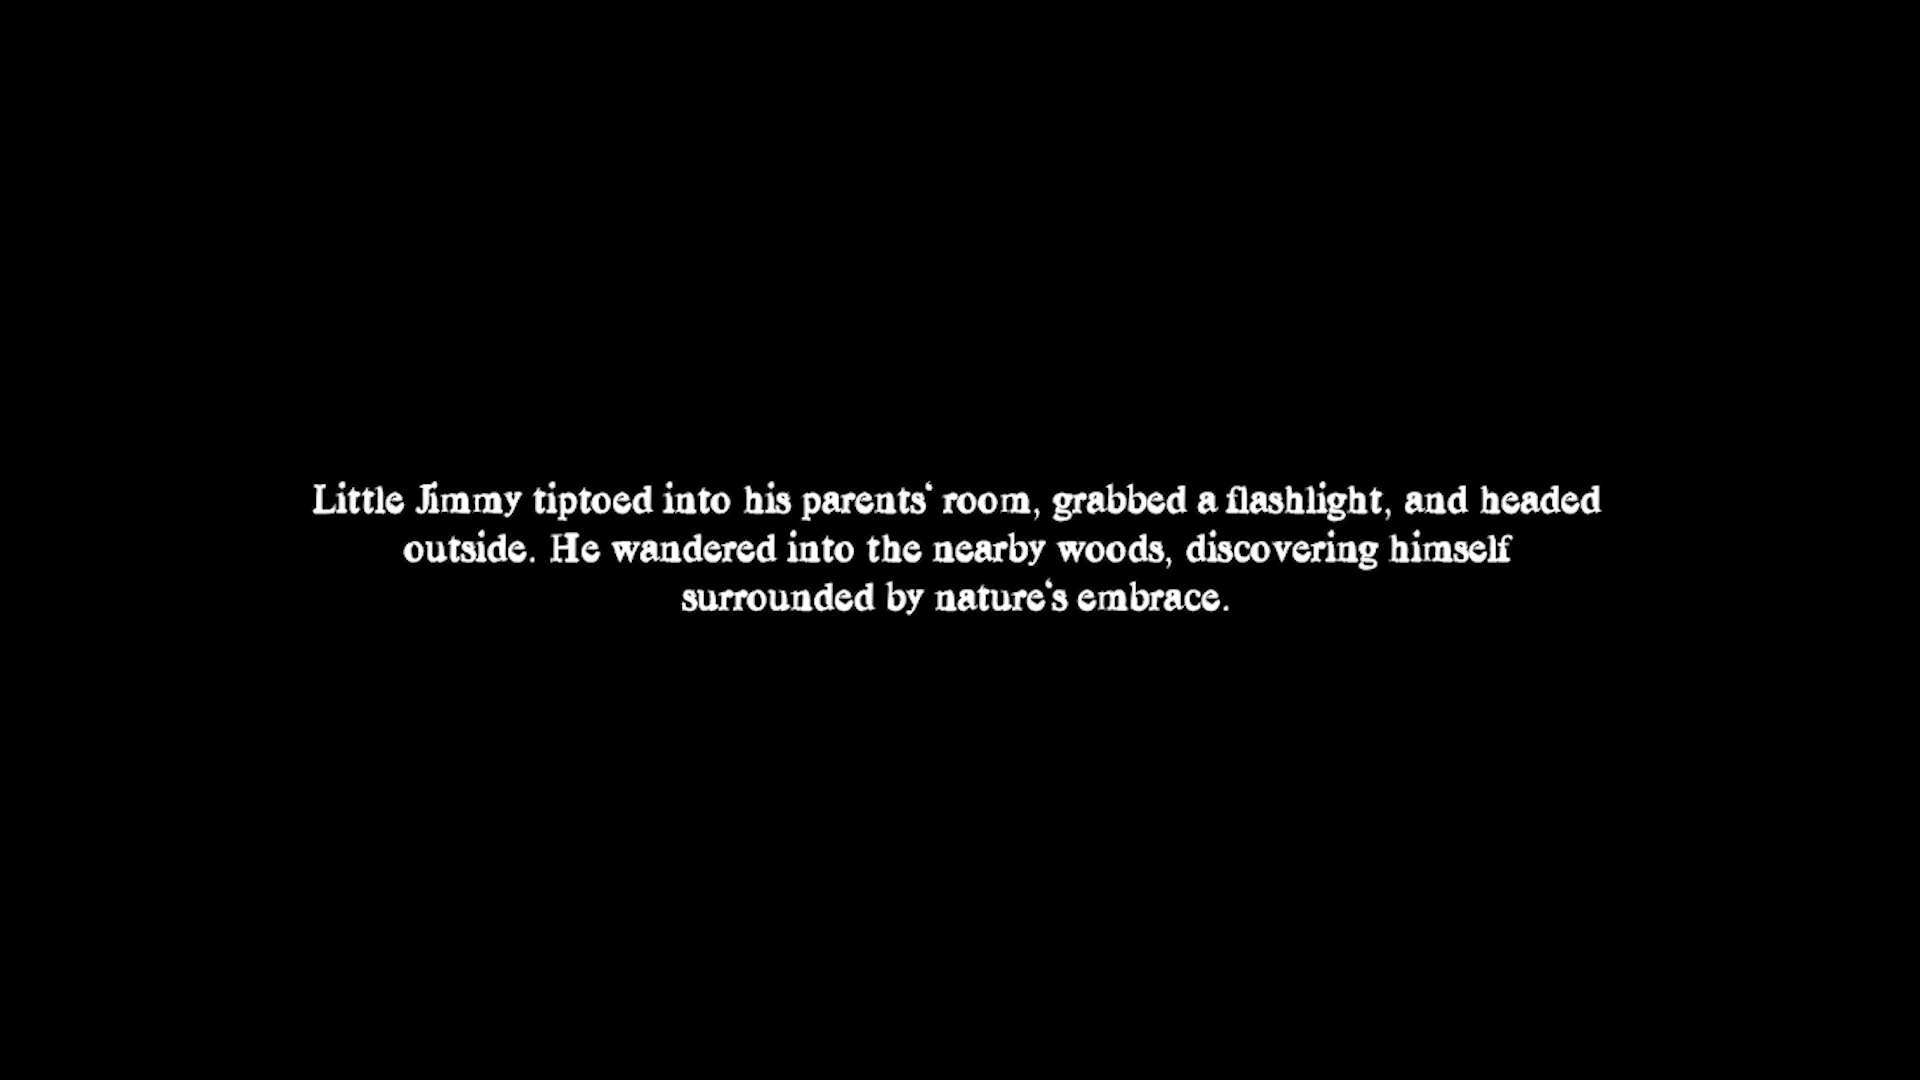 Little Jimmy tiptoed into his parents‘ room, grabbed a flashlight, and headed
outside. He wandered into the nearby woods, discovering himself
surrounded by nature‘s embrace.